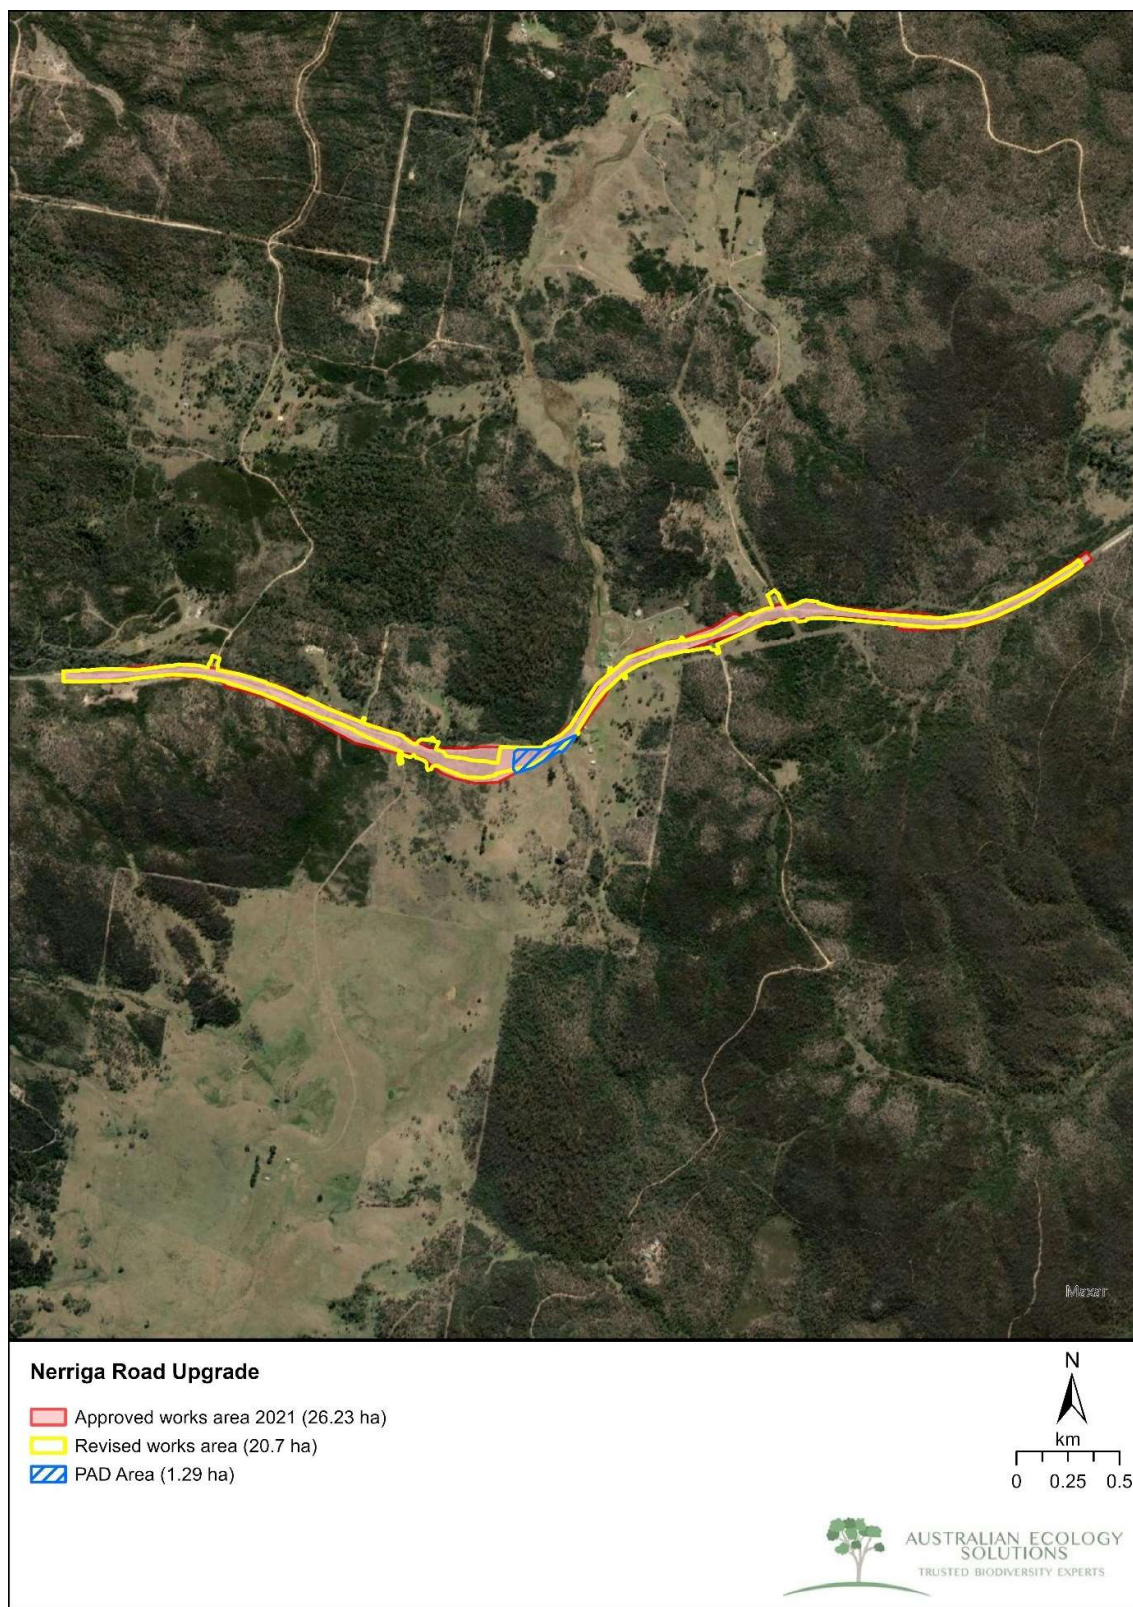 Maxar
Nerriga Road Upgrade
Approved works area 2021 (26.23 ha)
Revised works area (20.7 ha)
PAD Area (1.29 ha)
N
km
0 0.25 0.5
AUSTRALIAN ECOLOGY
SOLUTIONS
TRUSTED BIODIVERSITY EXPERTS